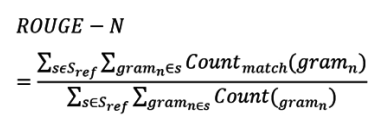 ROUGE − N
= ∑s∈Sref ∑gramn∈s Countmatch(gramn)
∑s∈Sref ∑gramn∈s Count(gramn)